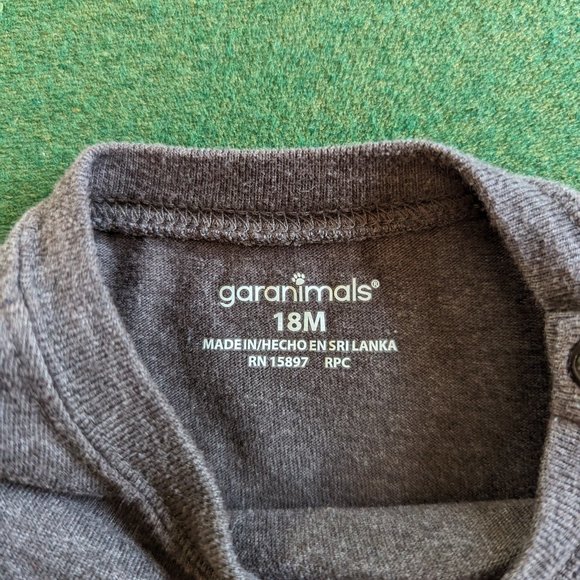 garanimals®
18M
MADE IN/HECHO EN SRI LANKA
RN 15897 RPC